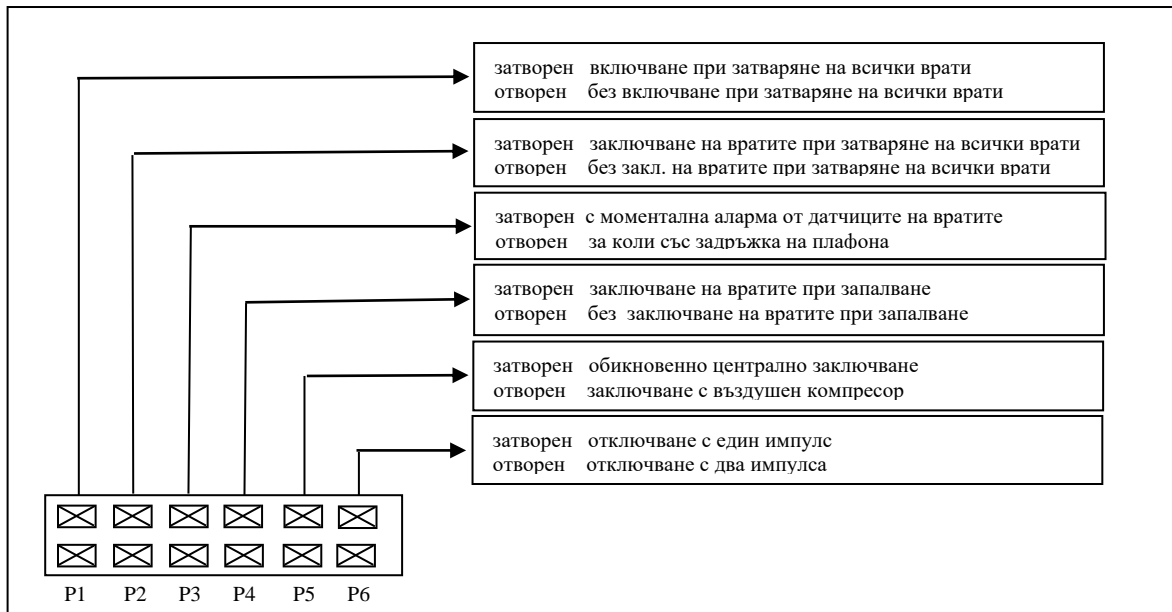 затворен включване при затваряне на всички врати
отворен без включване при затваряне на всички врати
затворен заключване на вратите при затваряне на всички врати
отворен без закл. на вратите при затваряне на всички врати
затворен с моментална аларма от датчиците на вратите
отворен за коли със задръжка на плафона
затворен заключване на вратите при запалване
отворен без заключване на вратите при запалване
затворен обикновенно централно заключване
отворен заключване с въздушен компресор
затворен отключване с един импулс
отворен отключване с два импулса
P1 P2 P3 P4 P5 P6